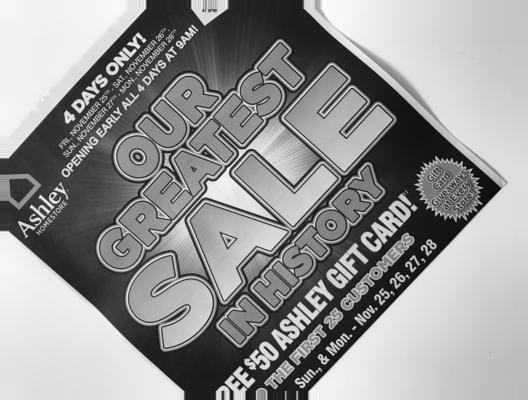 AT 9PM!
4 DAYS ONLY!
FRI. NOVEMBER 25TH - SAT. NOVEMBER 26TH,
SUN. NOVEMBER 27TH - MON. NOVEMBER 28TH
OPENING EARLY ALL 4 DAYS AT 9AM!
Ashley
HOMESTORE
OUR
GREATEST
SALE
IN HISTORY
Gift
Card
Giveaway
$50 ASHLEY GIFT CARD!
THE FIRST 25 CUSTOMERS
Sun., & Mon. - Nov. 25, 26, 27, 28